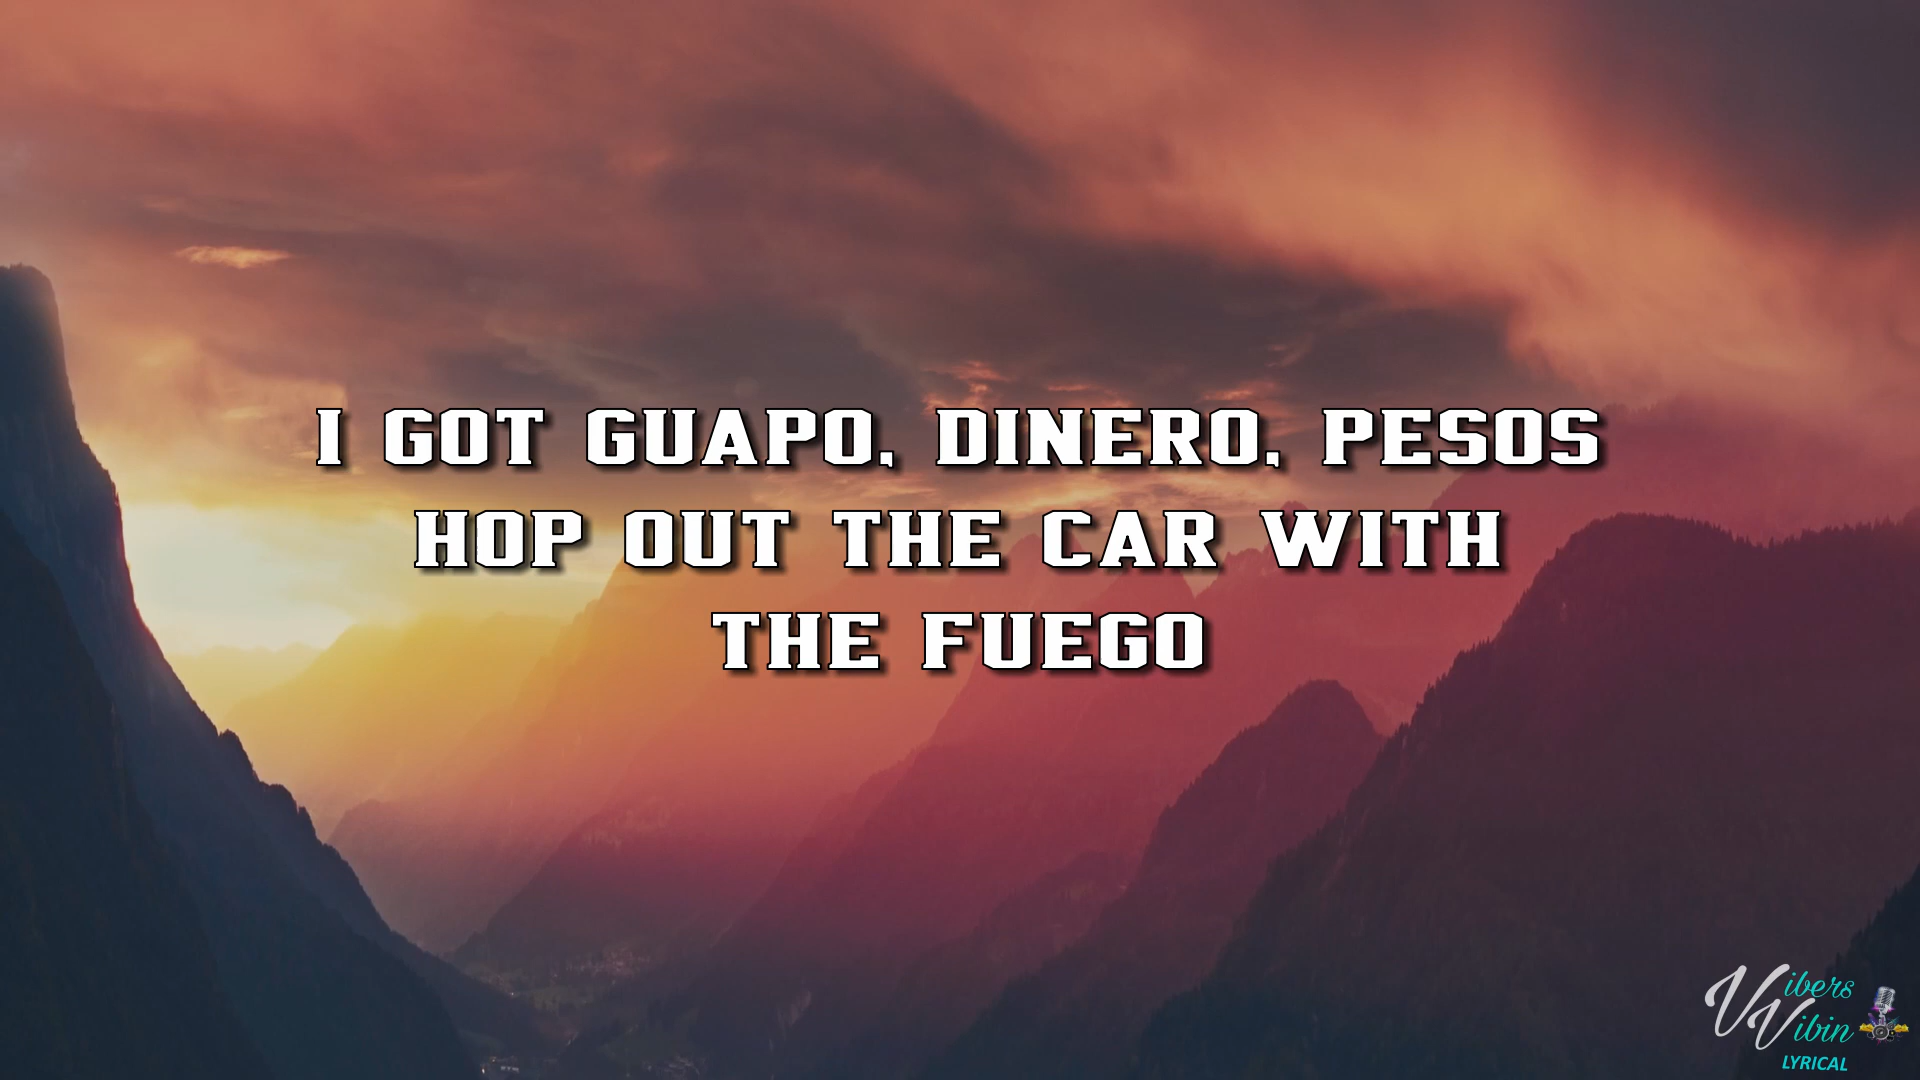 I GOT GUAPO, DINERO, PESOS
HOP OUT THE CAR WITH
THE FUEGO
Vibers
Vibin
LYRICAL